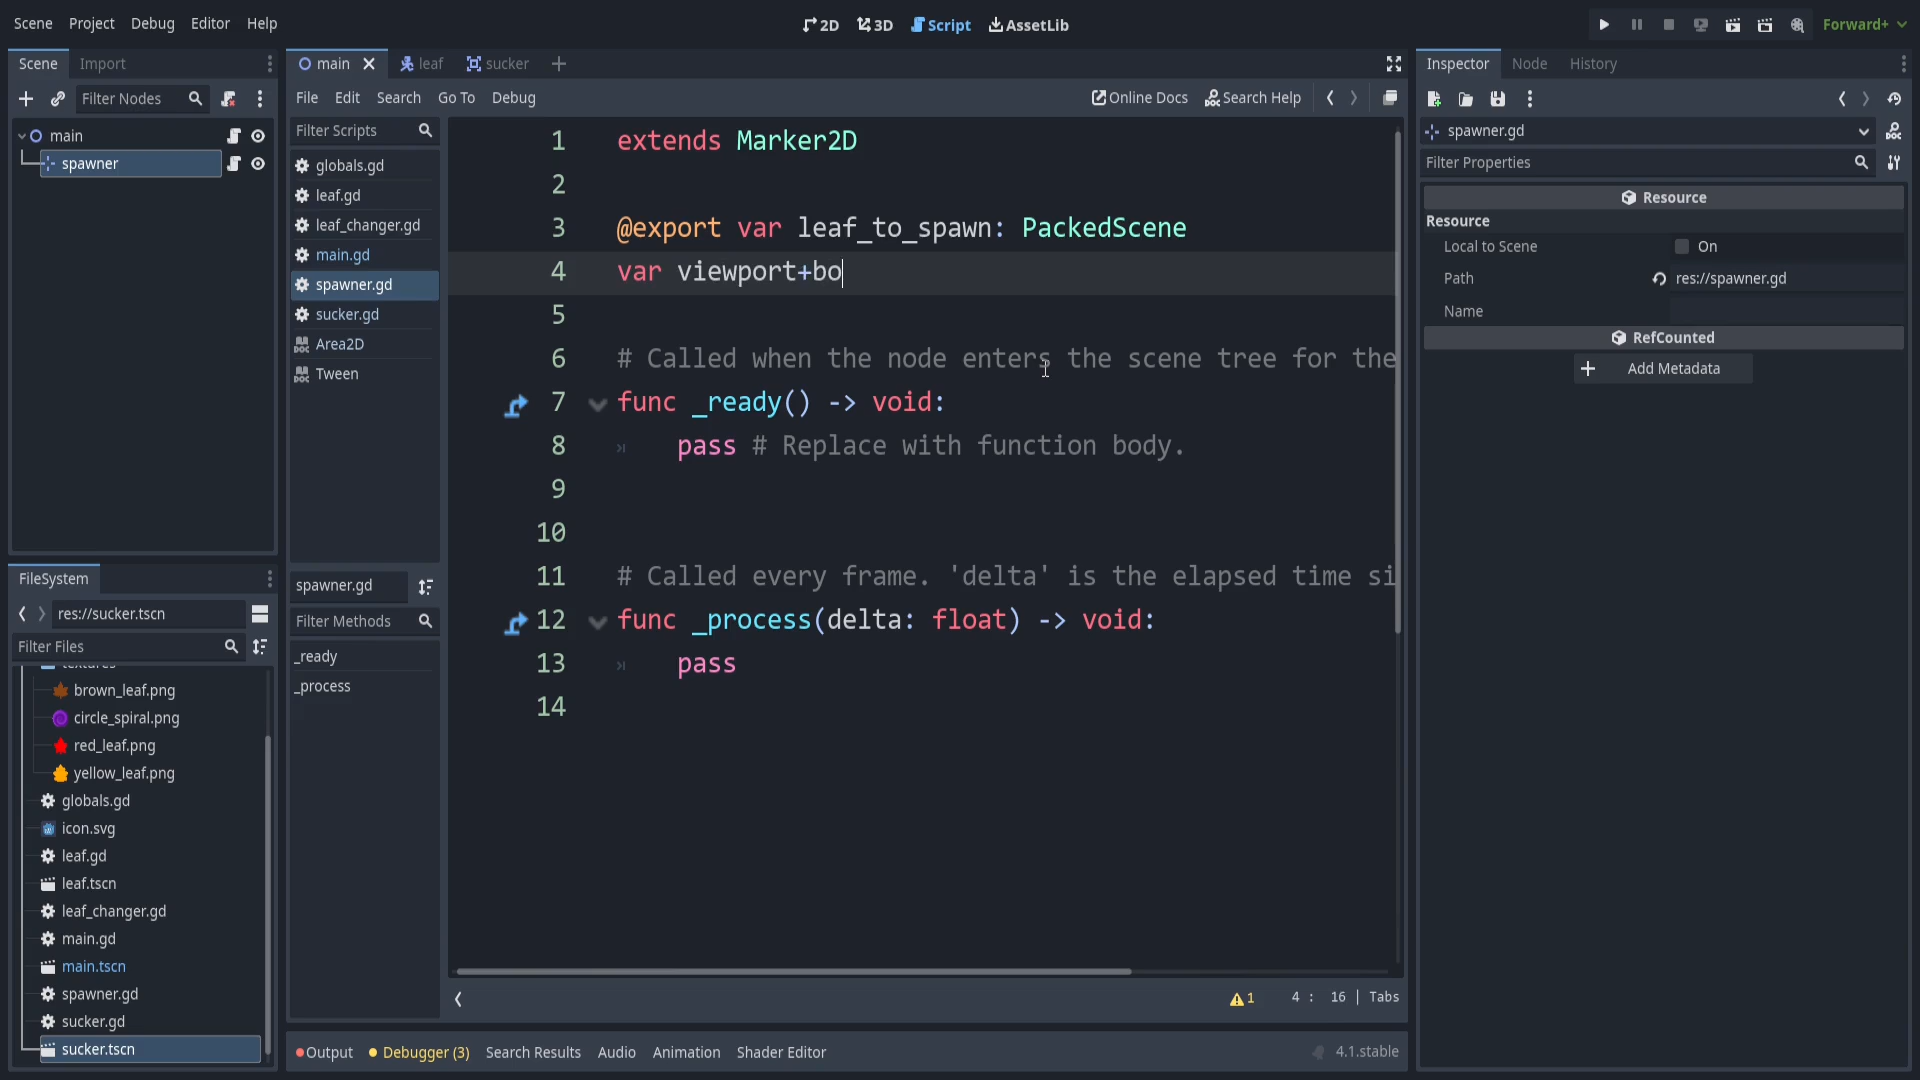 Scene Project Debug Editor Help
2D 3D Script AssetLib
Forward+
Scene Import
main leaf sucker
Inspector Node History
Filter Nodes
File Edit Search Go To Debug
Online Docs Search Help
main
spawner
Filter Scripts
globals.gd
leaf.gd
leaf_changer.gd
main.gd
spawner.gd
sucker.gd
Area2D
Tween
spawner.gd
Filter Methods
_ready
_process
1 extends Marker2D
2
3 @export var leaf_to_spawn: PackedScene
4 var viewport+bo
5
6 # Called when the node enters the scene tree for the
7 func _ready() -> void:
8 pass # Replace with function body.
9
10
11 # Called every frame. 'delta' is the elapsed time si
12 func _process(delta: float) -> void:
13 pass
14
1 4 : 16 | Tabs
Output Debugger (3) Search Results Audio Animation Shader Editor
4.1.stable
FileSystem
res://sucker.tscn
Filter Files
textures
brown_leaf.png
circle_spiral.png
red_leaf.png
yellow_leaf.png
globals.gd
icon.svg
leaf.gd
leaf.tscn
leaf_changer.gd
main.gd
main.tscn
spawner.gd
sucker.gd
sucker.tscn
spawner.gd
Filter Properties
Resource
Resource
Local to Scene On
Path res://spawner.gd
Name
RefCounted
Add Metadata